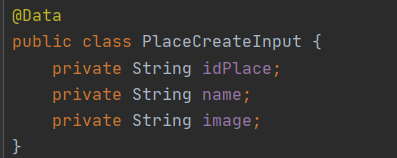 @Data
public class PlaceCreateInput {
    private String idPlace;
    private String name;
    private String image;
}